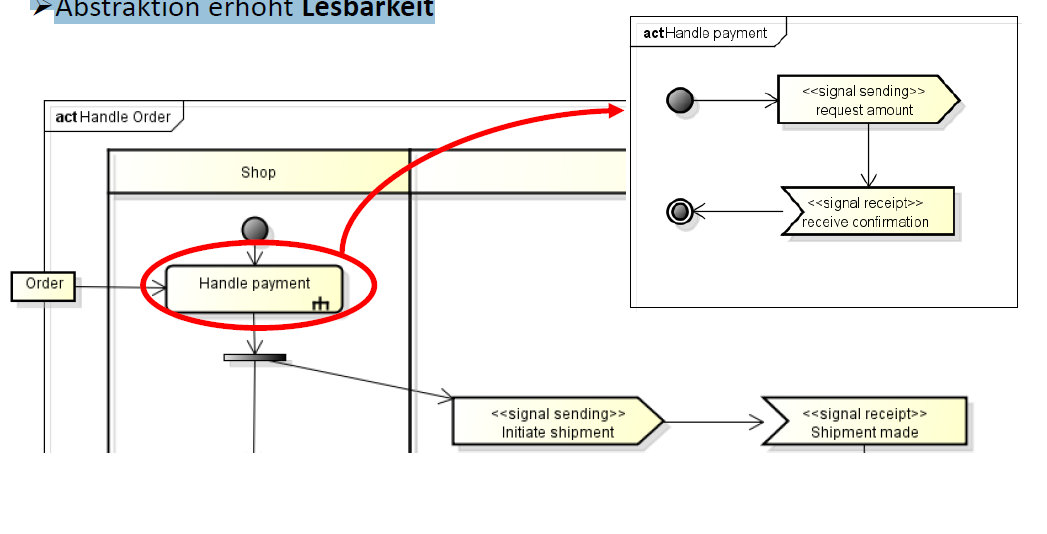 ➢Abstraktion erhöht Lesbarkeit
act Handle payment
<<signal sending>>
request amount
<<signal receipt>>
receive confirmation
act Handle Order
Shop
Order
Handle payment
<<signal sending>>
Initiate shipment
<<signal receipt>>
Shipment made